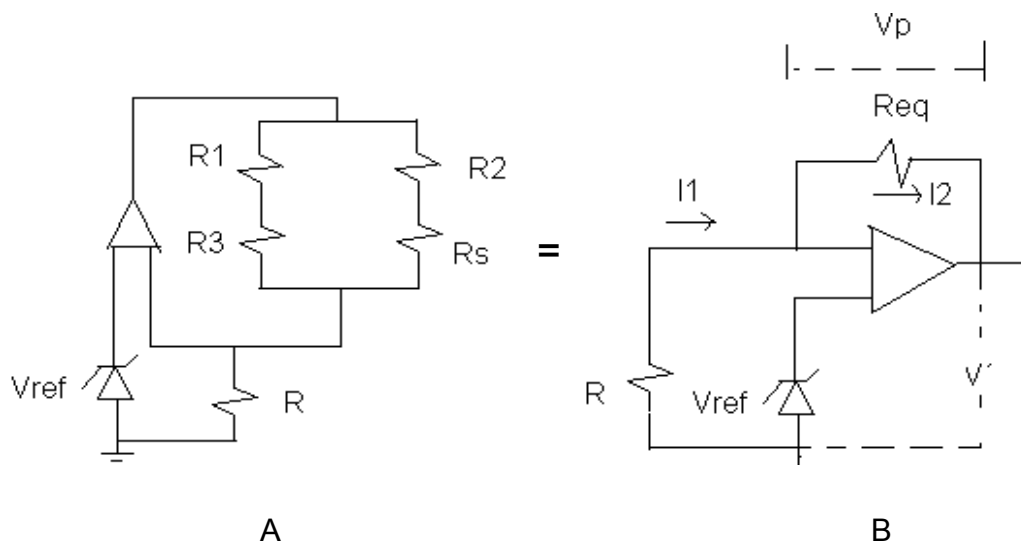 Vp
Req
R1
R2
I1
I2
R3
Rs
=
Vref
R
R
Vref
V´
A
B